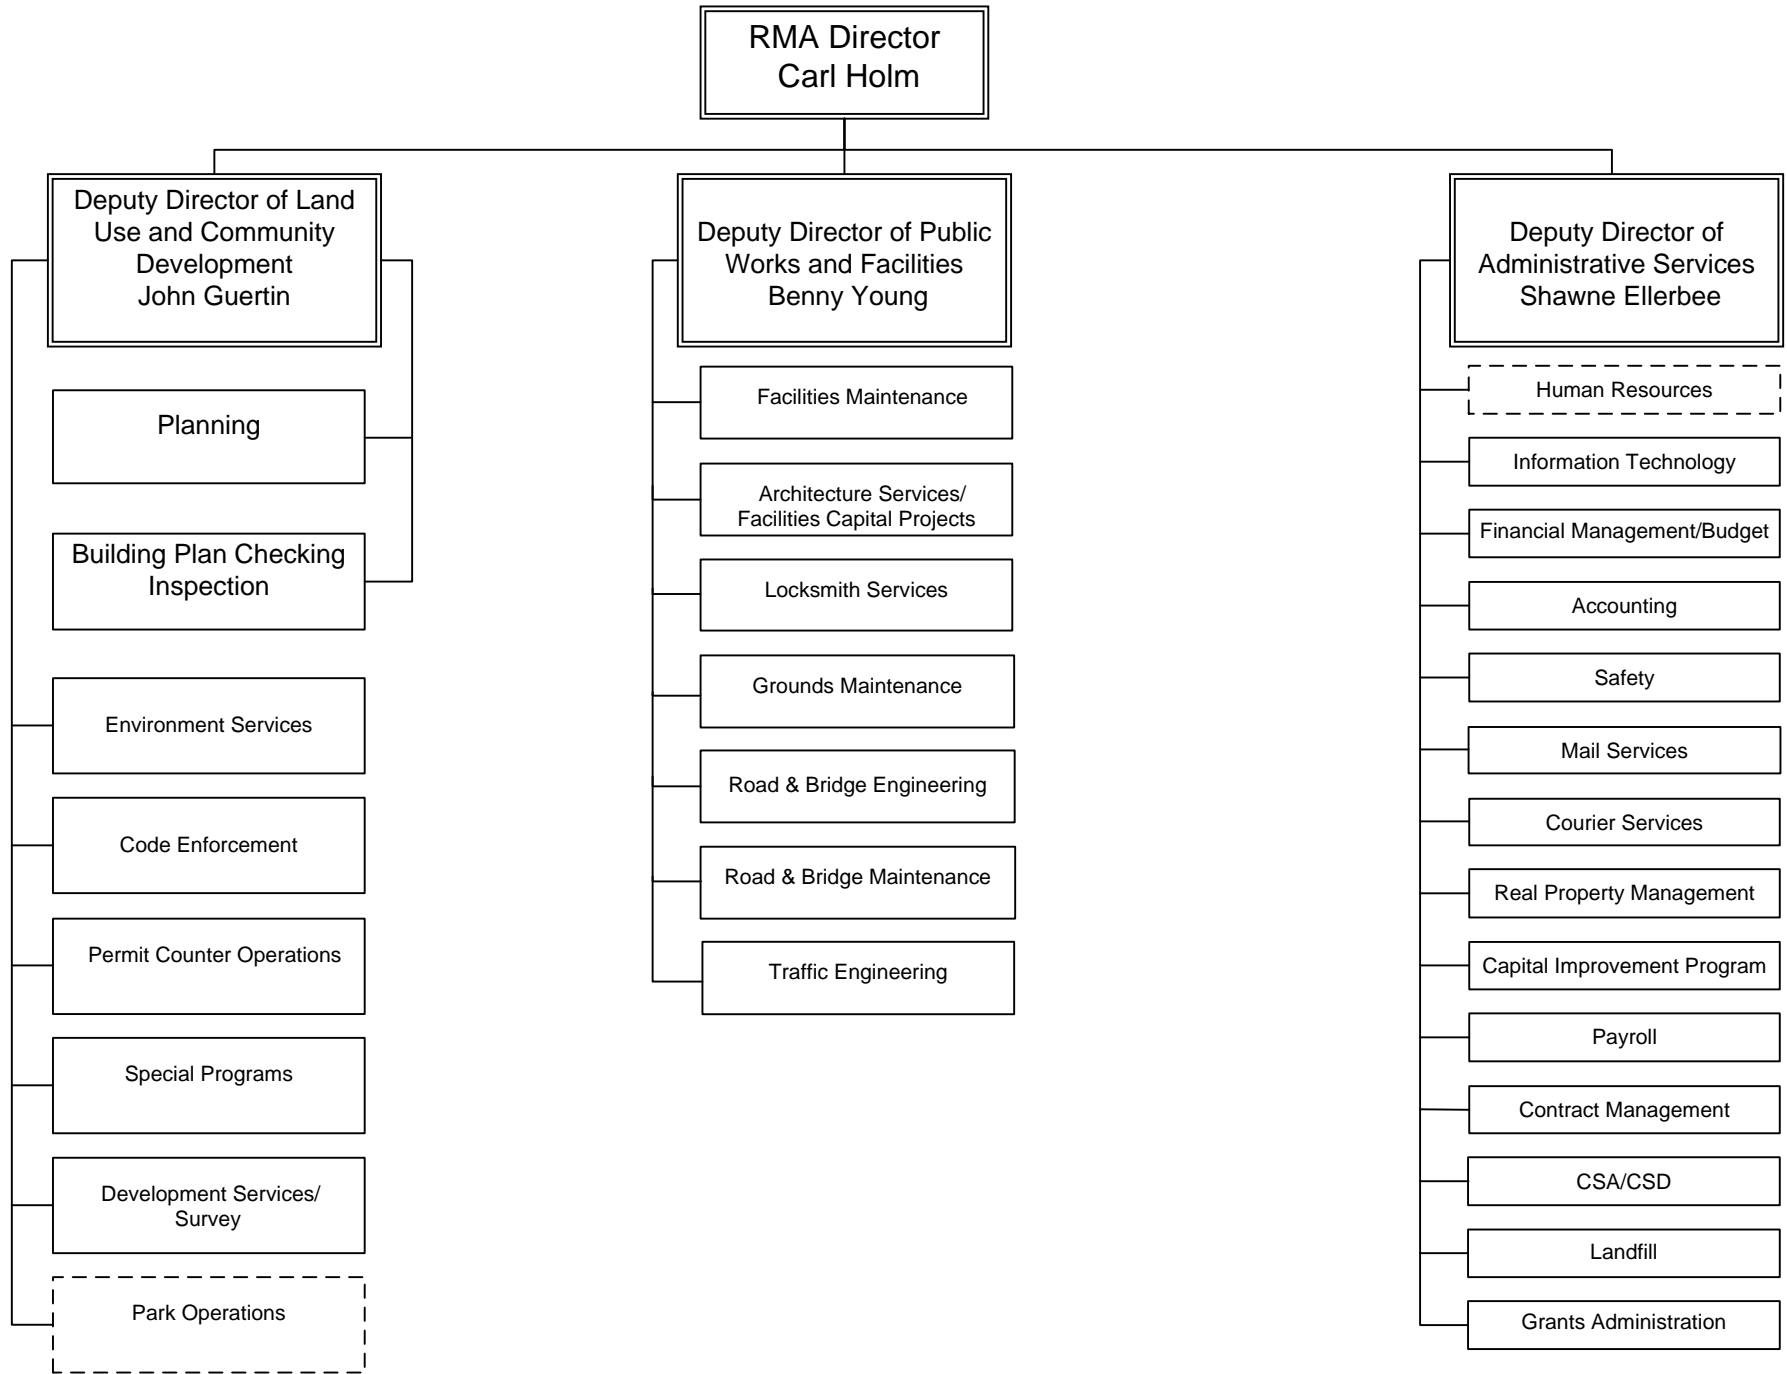 RMA Director
Carl Holm
Deputy Director of Land
Use and Community
Development
John Guertin
Planning
Building Plan Checking
Inspection
Environment Services
Code Enforcement
Permit Counter Operations
Special Programs
Development Services/
Survey
Park Operations
Deputy Director of Public
Works and Facilities
Benny Young
Facilities Maintenance
Architecture Services/
Facilities Capital Projects
Locksmith Services
Grounds Maintenance
Road & Bridge Engineering
Road & Bridge Maintenance
Traffic Engineering
Deputy Director of
Administrative Services
Shawne Ellerbee
Human Resources
Information Technology
Financial Management/Budget
Accounting
Safety
Mail Services
Courier Services
Real Property Management
Capital Improvement Program
Payroll
Contract Management
CSA/CSD
Landfill
Grants Administration